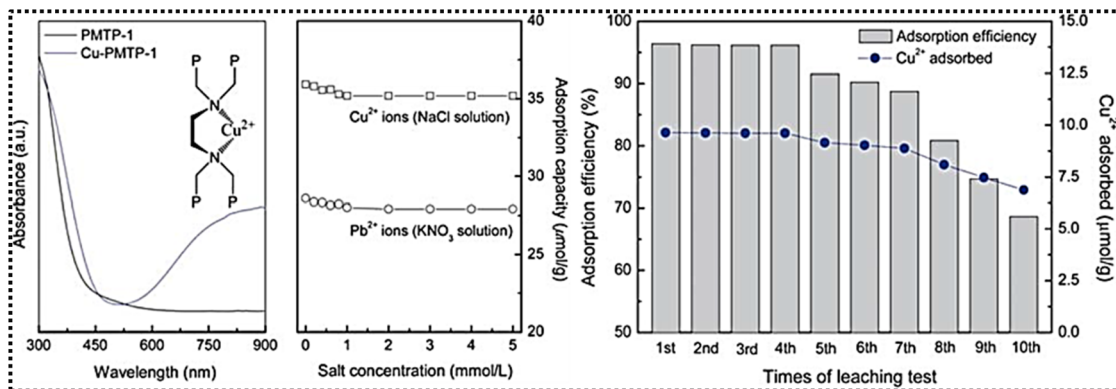 PMTP-1
Cu-PMTP-1
P P
N
Cu2+
N
P P
Absorbance (a.u.)
300 450 600 750 900
Wavelength (nm)
Cu2+ ions (NaCl solution)
Pb2+ ions (KNO3 solution)
0 1 2 3 4 5
Salt concentration (mmol/L)
40
35
30
25
20
Adsorption capacity (μmol/g)
Adsorption efficiency
Cu2+ adsorbed
Adsorption efficiency (%)
100
90
80
70
60
50
1st 2nd 3rd 4th 5th 6th 7th 8th 9th 10th
Times of leaching test
15.0
12.5
10.0
7.5
5.0
2.5
0.0
Cu2+ adsorbed (μmol/g)